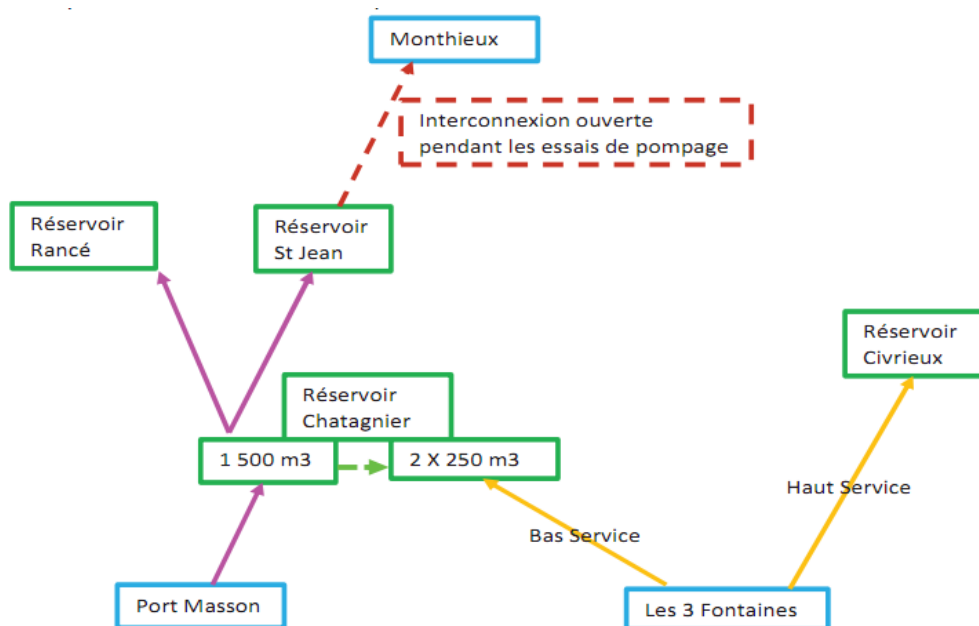 Monthieux
Interconnexion ouverte
pendant les essais de pompage
Réservoir
Rancé
Réservoir
St Jean
Réservoir
Civrieux
Réservoir
Chatagnier
1 500 m3
2 X 250 m3
Haut Service
Bas Service
Port Masson
Les 3 Fontaines